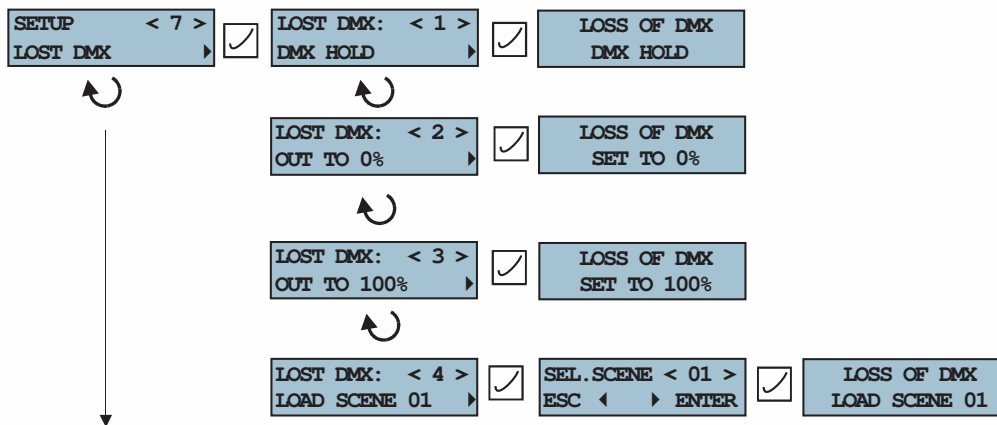 SETUP < 7 >
LOST DMX
LOST DMX: < 1 >
DMX HOLD
LOSS OF DMX
DMX HOLD
LOST DMX: < 2 >
OUT TO 0%
LOSS OF DMX
SET TO 0%
LOST DMX: < 3 >
OUT TO 100%
LOSS OF DMX
SET TO 100%
LOST DMX: < 4 >
LOAD SCENE 01
SEL.SCENE < 01 >
ESC ENTER
LOSS OF DMX
LOAD SCENE 01